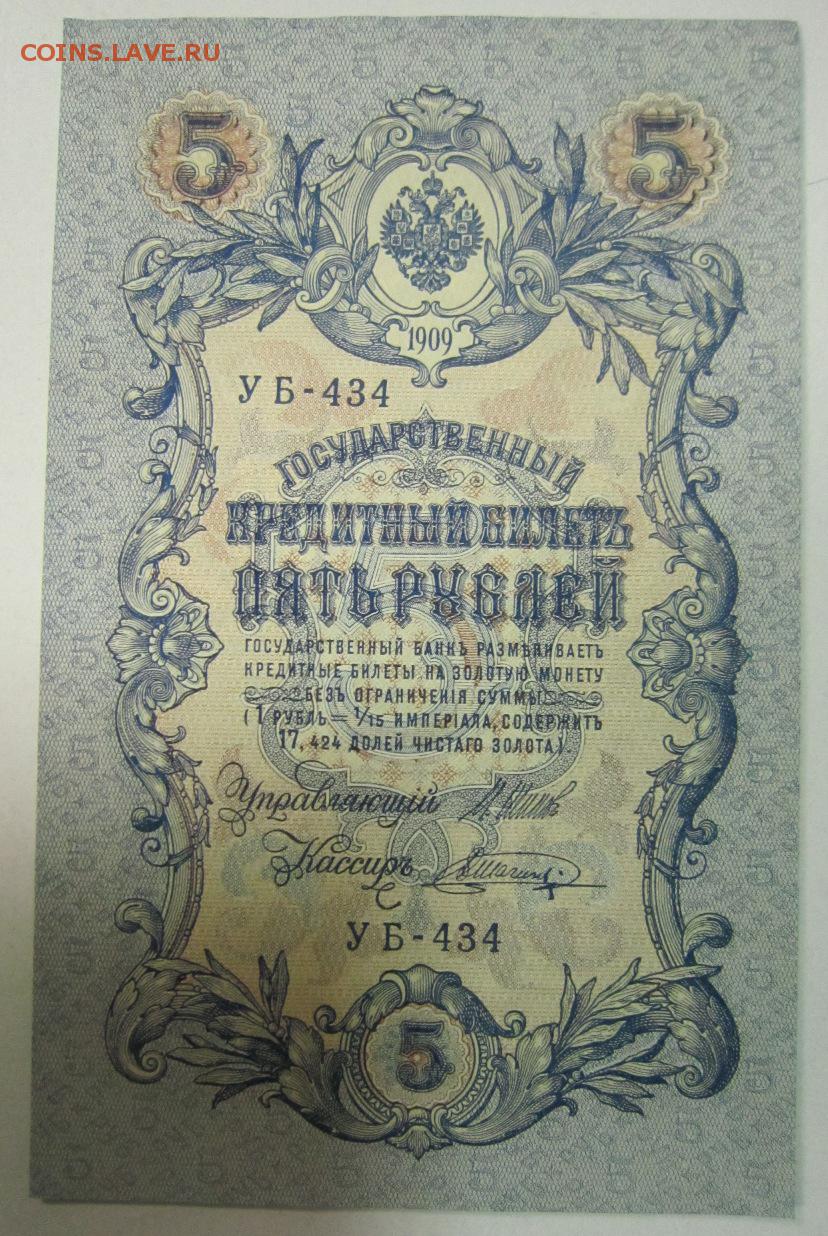 COINS.LAVE.RU
5 5
1909
УБ-434
ГОСУДАРСТВЕННЫЙ
КРЕДИТНЫЙ БИЛЕТЪ
ПЯТЬ РУБЛЕЙ
ГОСУДАРСТВЕННЫЙ БАНКЪ РАЗМѢНИВАЕТЪ
КРЕДИТНЫЕ БИЛЕТЫ НА ЗОЛОТУЮ МОНЕТУ
БЕЗЪ ОГРАНИЧЕНІЯ СУММЫ
(1 РУБЛЬ = 1/15 ИМПЕРІАЛА, СОДЕРЖИТЪ
17,424 ДОЛЕЙ ЧИСТАГО ЗОЛОТА).
Управляющій
Кассиръ
УБ-434
5